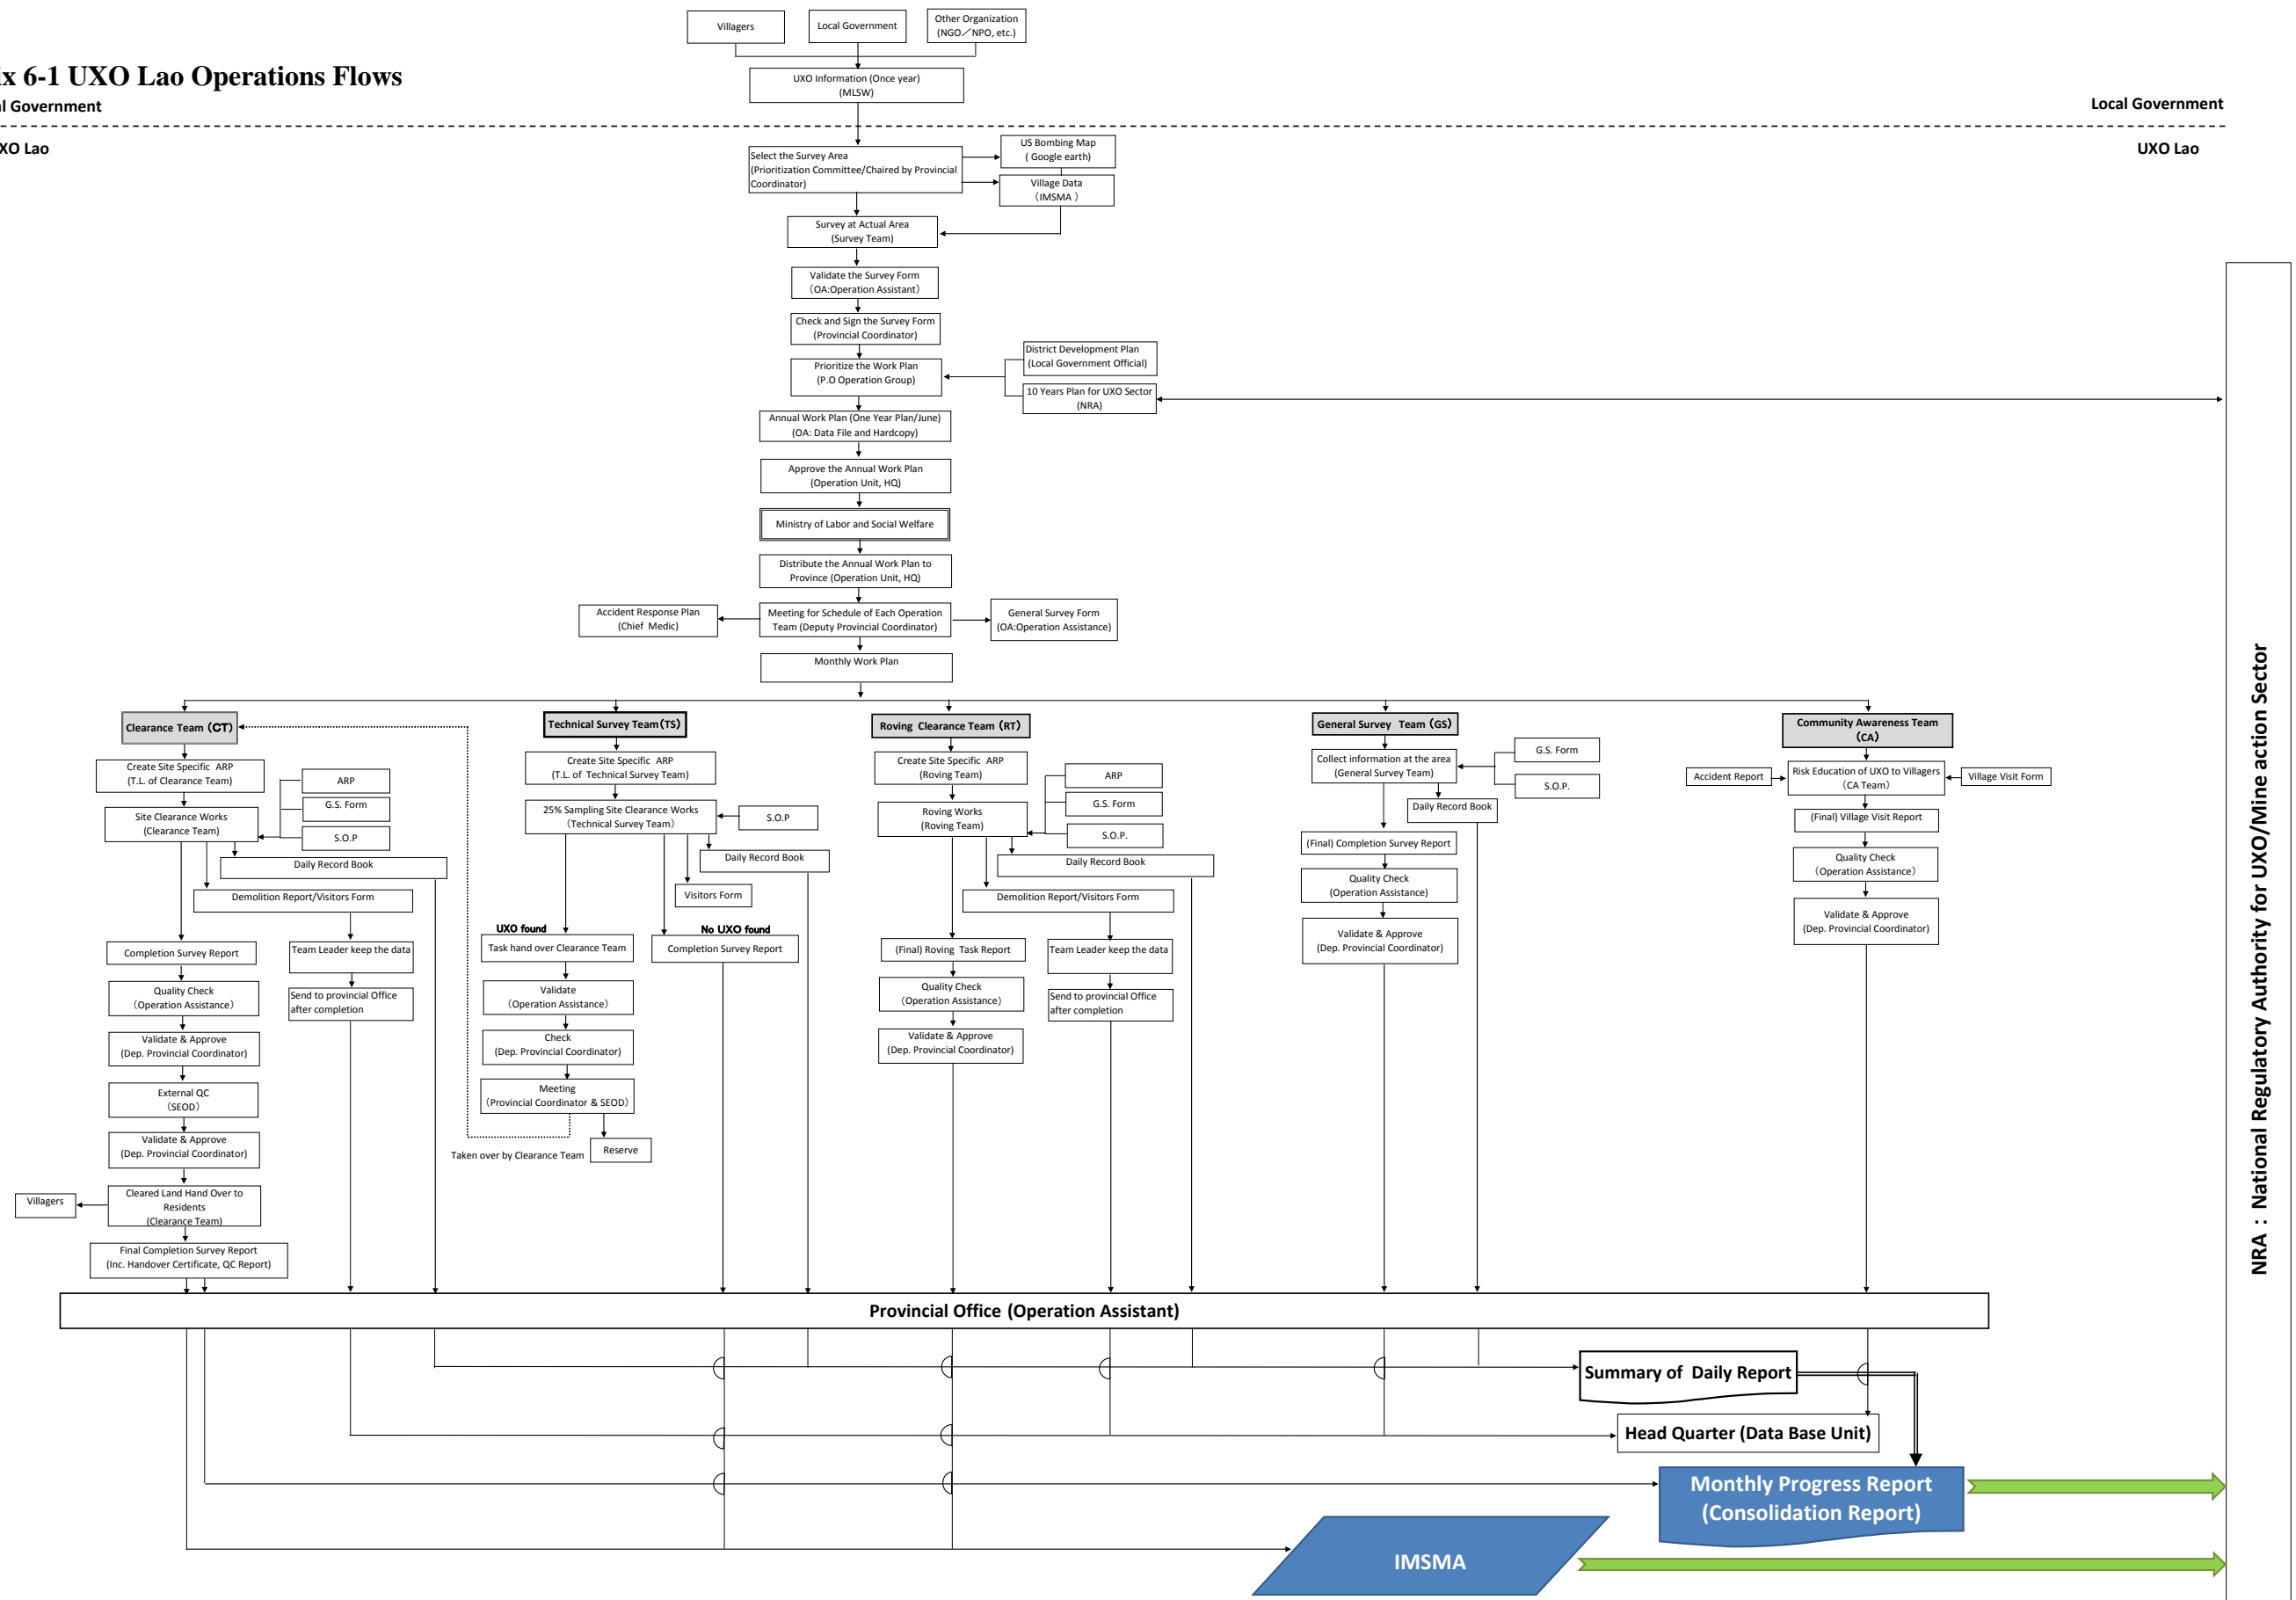 Villagers
Local Government
Other Organization
(NGO／NPO, etc.)
ix 6-1 UXO Lao Operations Flows
UXO Information (Once year)
(MLSW)
al Government
Local Government
XO Lao
UXO Lao
US Bombing Map
( Google earth)
Select the Survey Area
(Prioritization Committee/Chaired by Provincial
Coordinator)
Village Data
（IMSMA ）
Survey at Actual Area
(Survey Team)
Validate the Survey Form
（OA:Operation Assistant）
Check and Sign the Survey Form
(Provincial Coordinator)
District Development Plan
(Local Government Official)
Prioritize the Work Plan
(P.O Operation Group)
10 Years Plan for UXO Sector
(NRA)
Annual Work Plan (One Year Plan/June)
(OA: Data File and Hardcopy)
Approve the Annual Work Plan
(Operation Unit, HQ)
Ministry of Labor and Social Welfare
Distribute the Annual Work Plan to
Province (Operation Unit, HQ)
Accident Response Plan
(Chief  Medic)
Meeting for Schedule of Each Operation
Team (Deputy Provincial Coordinator)
General Survey Form
(OA:Operation Assistance)
Monthly Work Plan
Clearance Team（CT）
Create Site Specific  ARP
(T.L. of Clearance Team)
ARP
G.S. Form
S.O.P
Site Clearance Works
(Clearance Team)
Daily Record Book
Demolition Report/Visitors Form
Team Leader keep the data
Send to provincial Office
after completion
Completion Survey Report
Quality Check
（Operation Assistance）
Validate & Approve
(Dep. Provincial Coordinator)
External QC
（SEOD）
Validate & Approve
(Dep. Provincial Coordinator)
Villagers
Cleared Land Hand Over to
Residents
(Clearance Team)
Final Completion Survey Report
(Inc. Handover Certificate, QC Report)
Technical Survey Team（TS）
Create Site Specific  ARP
(T.L. of  Technical Survey Team)
25% Sampling Site Clearance Works
（Technical Survey Team）
S.O.P
Daily Record Book
Visitors Form
UXO found
No UXO found
Task hand over Clearance Team
Completion Survey Report
Validate
（Operation Assistance）
Check
(Dep. Provincial Coordinator)
Meeting
（Provincial Coordinator & SEOD）
Taken over by Clearance Team
Reserve
Roving  Clearance Team （RT）
Create Site Specific  ARP
(Roving Team)
ARP
G.S. Form
S.O.P.
Roving Works
(Roving Team)
Daily Record Book
Demolition Report/Visitors Form
(Final) Roving  Task Report
Team Leader keep the data
Quality Check
（Operation Assistance）
Send to provincial Office
after completion
Validate & Approve
(Dep. Provincial Coordinator)
General Survey  Team （GS）
Collect information at the area
(General Survey Team)
G.S. Form
S.O.P.
Daily Record Book
(Final) Completion Survey Report
Quality Check
(Operation Assistance)
Validate & Approve
(Dep. Provincial Coordinator)
Community Awareness Team
（CA）
Accident Report
Risk Education of UXO to Villagers
（CA Team）
Village Visit Form
(Final) Village Visit Report
Quality Check
（Operation Assistance）
Validate & Approve
(Dep. Provincial Coordinator)
NRA : National Regulatory Authority for UXO/Mine action Sector
Provincial Office (Operation Assistant)
Summary of  Daily Report
Head Quarter (Data Base Unit)
Monthly Progress Report
(Consolidation Report)
IMSMA